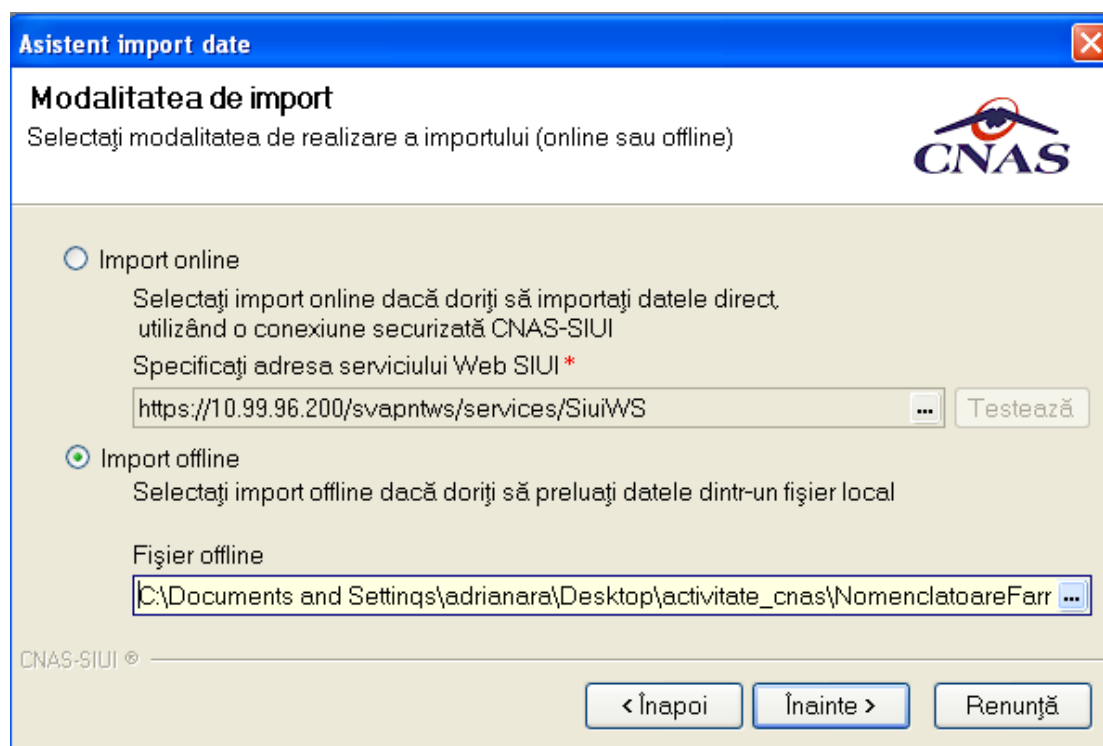 Asistent import date
Modalitatea de import
Selectaţi modalitatea de realizare a importului (online sau offline)
CNAS
Import online
Selectaţi import online dacă doriţi să importaţi datele direct,
utilizând o conexiune securizată CNAS-SIUI
Specificaţi adresa serviciului Web SIUI *
https://10.99.96.200/svapntws/services/SiuiWS ... Testează
Import offline
Selectaţi import offline dacă doriţi să preluaţi datele dintr-un fişier local
Fişier offline
C:\Documents and Settings\adrianara\Desktop\activitate_cnas\NomenclatoareFarr ...
CNAS-SIUI ®
< Înapoi Înainte > Renunţă